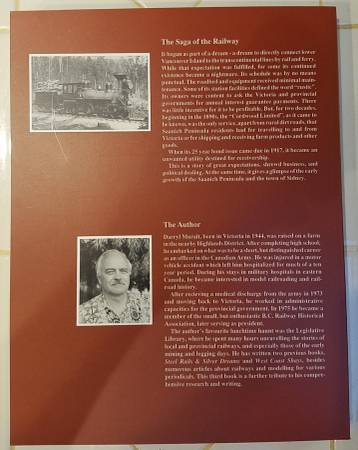 The Saga of the Railway
It began as part of a dream - a dream to directly connect lower
Vancouver Island to the transcontinental lines by rail and ferry.
While that expectation was fulfilled, for some its continued
existence became a nightmare. Its schedule was by no means
punctual. The roadbed and equipment received minimal main-
tenance. Some of its station facilities defined the word "rustic".
Its owners were content to ask the Victoria and provincial
governments for annual interest guarantee payments. There
was little incentive for it to be profitable. But, for two decades,
beginning in the 1890s, the "Cordwood Limited", as it came to
be known, was the only service, apart from rural dirt roads, that
Saanich Peninsula residents had for travelling to and from
Victoria or for shipping and receiving farm products and other
goods.
When its 25 year bond issue came due in 1917, it became an
unwanted utility destined for receivership.
This is a story of great expectations, shrewd business, and
political dealing. At the same time, it gives a glimpse of the early
growth of the Saanich Peninsula and the town of Sidney.
The Author
Darryl Muralt, born in Victoria in 1944, was raised on a farm
in the nearby Highlands District. After completing high school,
he embarked on what was to be a short, but distinguished career
as an officer in the Canadian Army. He was injured in a motor
vehicle accident which left him hospitalized for much of a ten
year period. During his stays in military hospitals in eastern
Canada, he became interested in model railroading and rail-
road history.
After receiving a medical discharge from the army in 1973
and moving back to Victoria, he worked in administrative
capacities for the provincial government. In 1975 he became a
member of the small, but enthusiastic B.C. Railway Historical
Association, later serving as president.
The author's favourite lunchtime haunt was the Legislative
Library, where he spent many hours unravelling the stories of
local and provincial railways, and especially those of the early
mining and logging days. He has written two previous books,
Steel Rails & Silver Dreams and West Coast Shays, besides
numerous articles about railways and modelling for various
periodicals. This third book is a further tribute to his compre-
hensive research and writing.